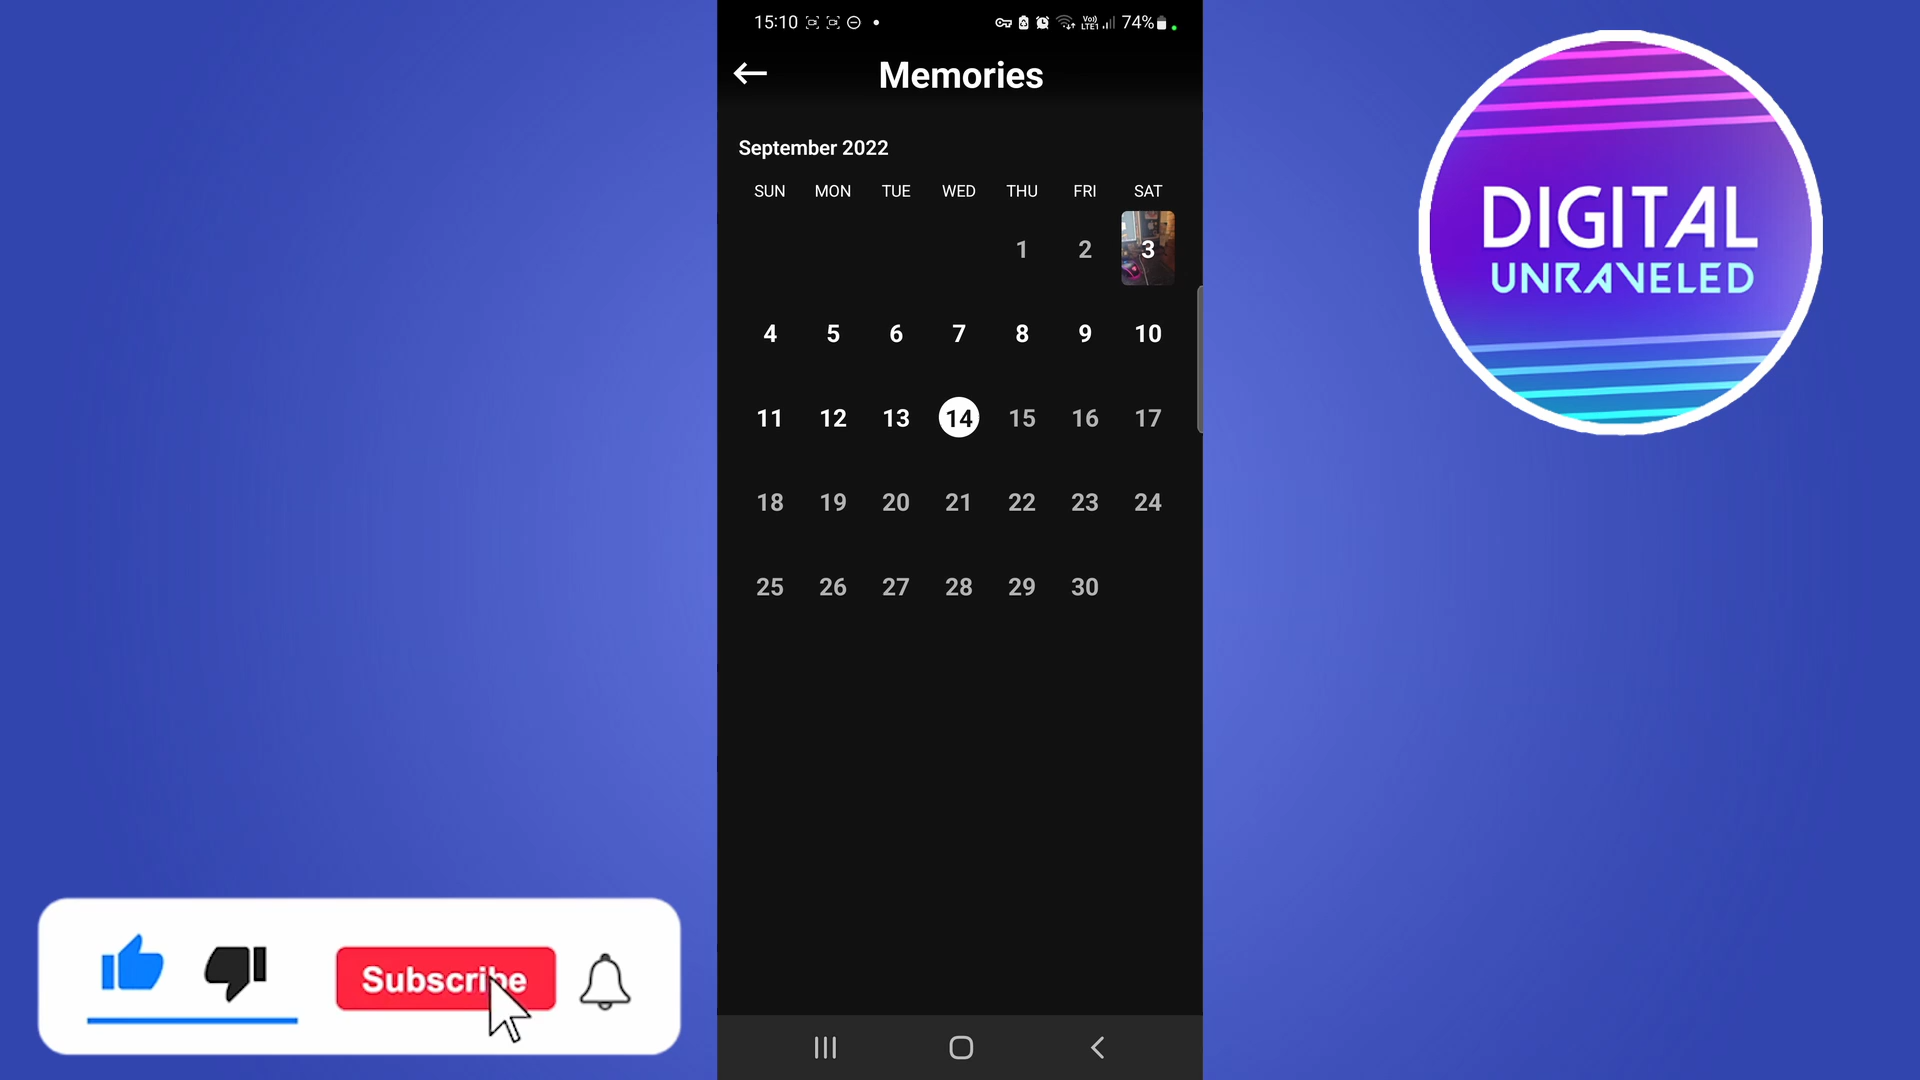 15:10
Vo))
LTE1
74%
Memories
September 2022
SUN MON TUE WED THU FRI SAT
1 2 3
4 5 6 7 8 9 10
11 12 13 14 15 16 17
18 19 20 21 22 23 24
25 26 27 28 29 30
DIGITAL
UNRAVELED
Subscribe